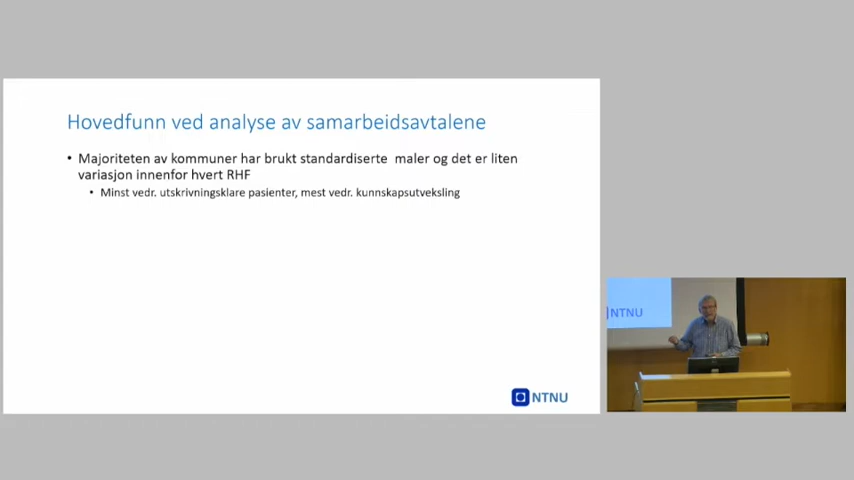 Hovedfunn ved analyse av samarbeidsavtalene
• Majoriteten av kommuner har brukt standardiserte maler og det er liten
variasjon innenfor hvert RHF
• Minst vedr. utskrivningsklare pasienter, mest vedr. kunnskapsutveksling
NTNU
NTNU